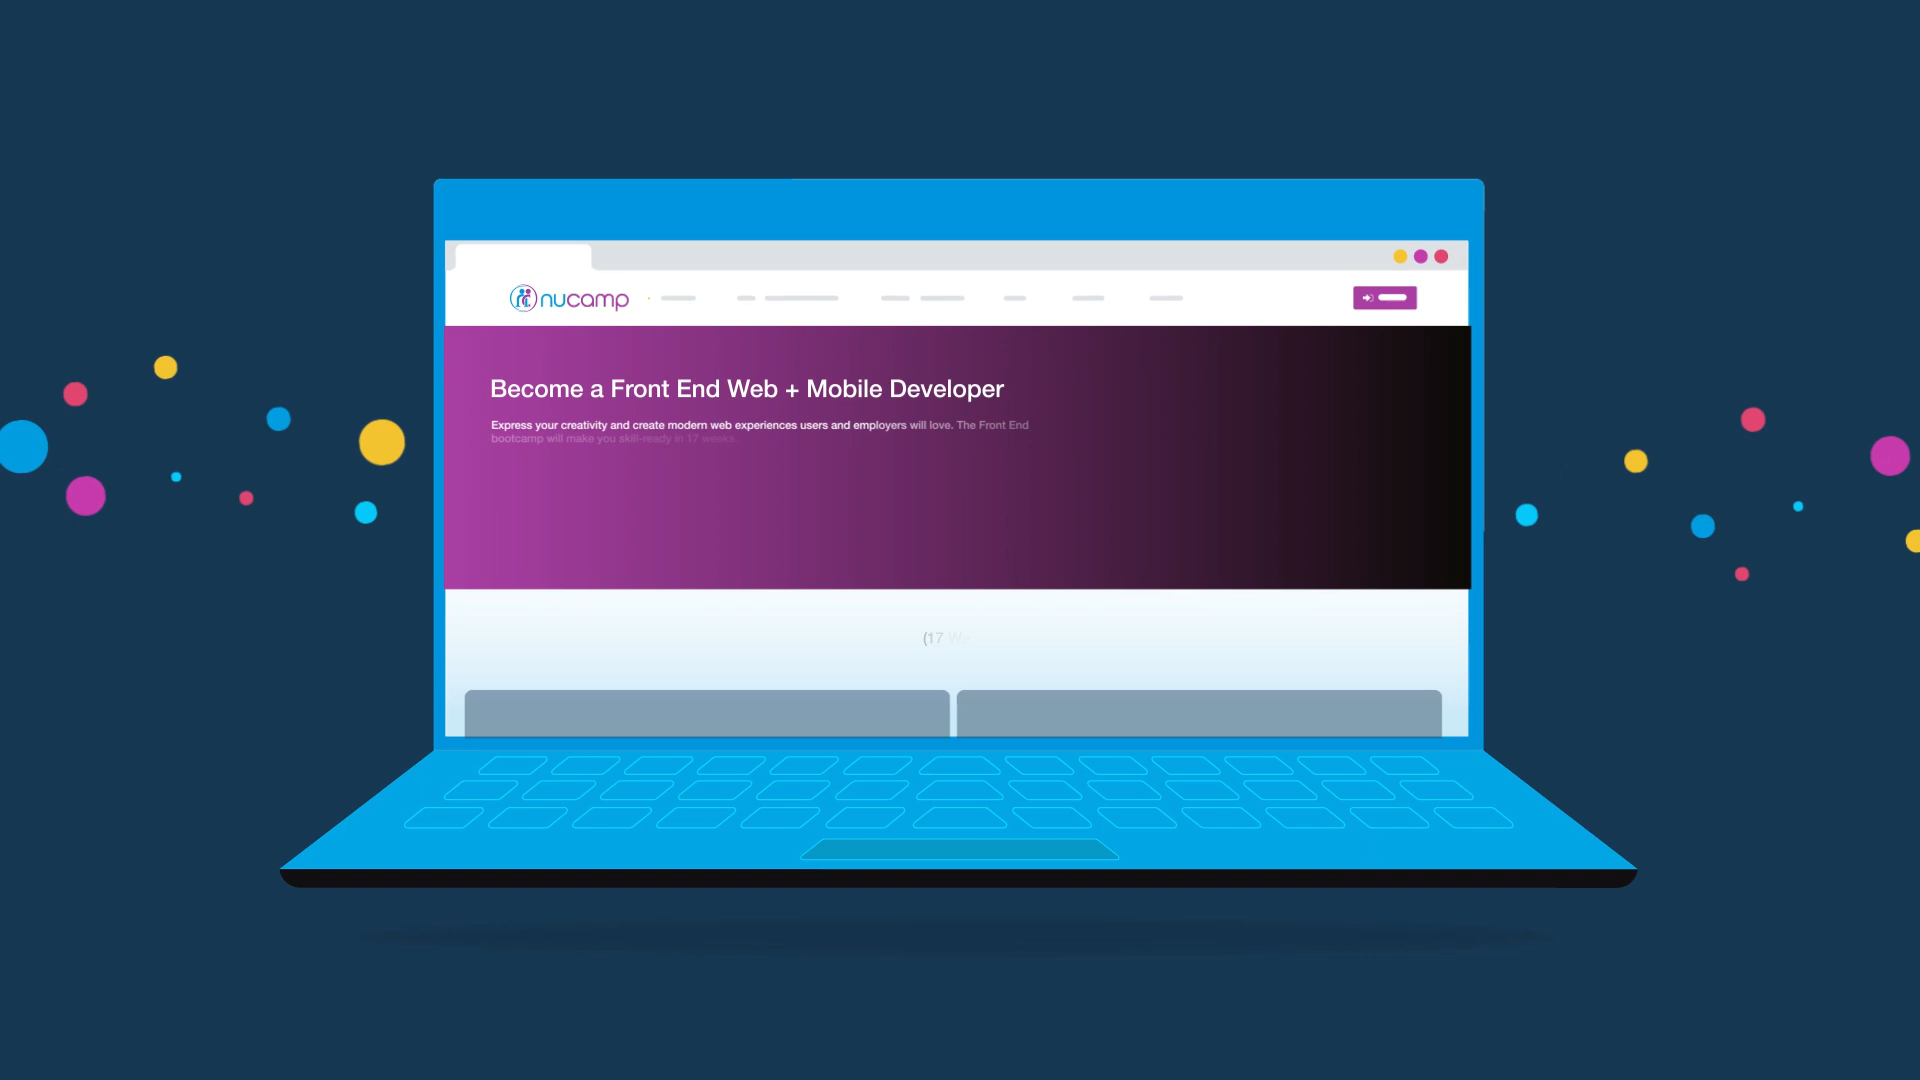 nucamp
Become a Front End Web + Mobile Developer
Express your creativity and create modern web experiences users and employers will love. The Front End
bootcamp will make you skill-ready in 17 weeks.
(17